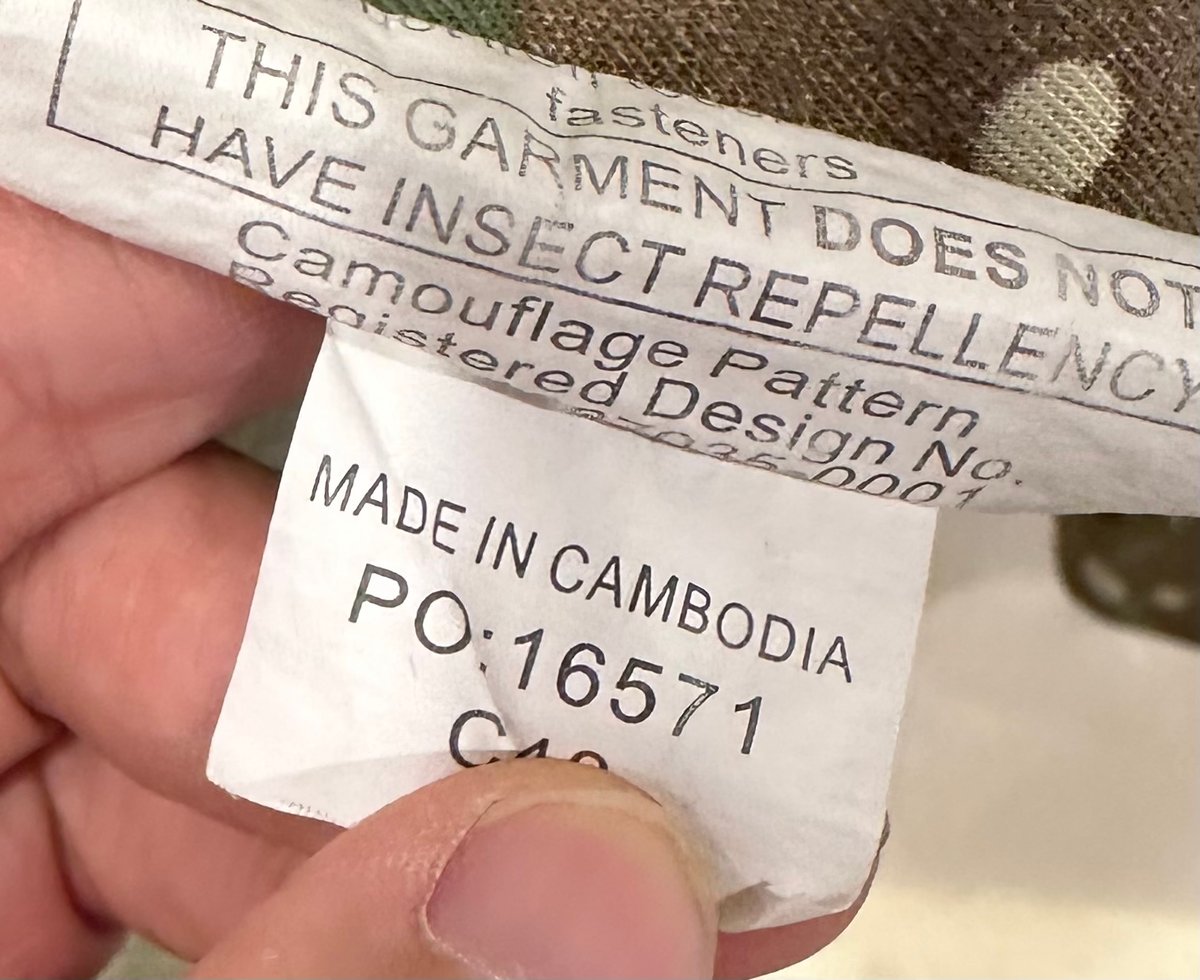 fasteners
THIS GARMENT DOES NOT
HAVE INSECT REPELLENCY
Camouflage Pattern
Registered Design No.
MADE IN CAMBODIA
PO:16571